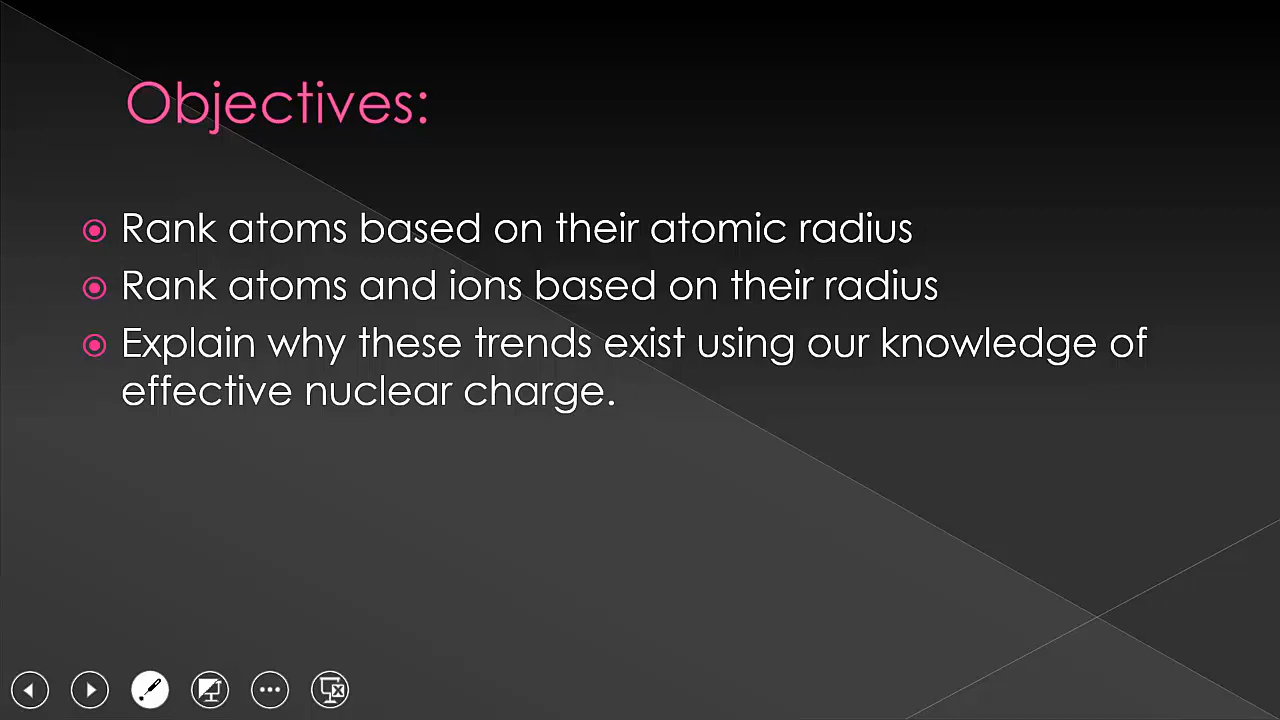 Objectives:
Rank atoms based on their atomic radius
Rank atoms and ions based on their radius
Explain why these trends exist using our knowledge of
effective nuclear charge.